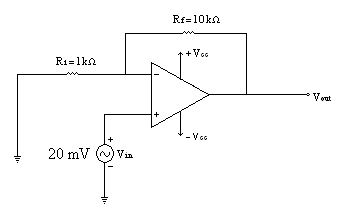 Rf=10kΩ
R1=1kΩ
+Vcc
−
+
−Vcc
Vout
+
20 mV
Vin
−